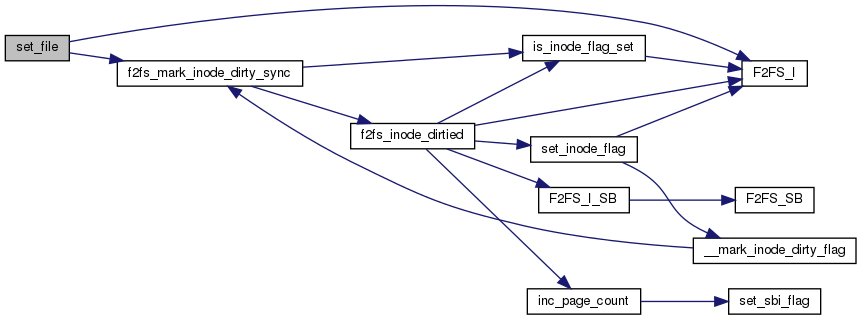 set_file
f2fs_mark_inode_dirty_sync
is_inode_flag_set
F2FS_I
f2fs_inode_dirtied
set_inode_flag
F2FS_I_SB
F2FS_SB
__mark_inode_dirty_flag
inc_page_count
set_sbi_flag